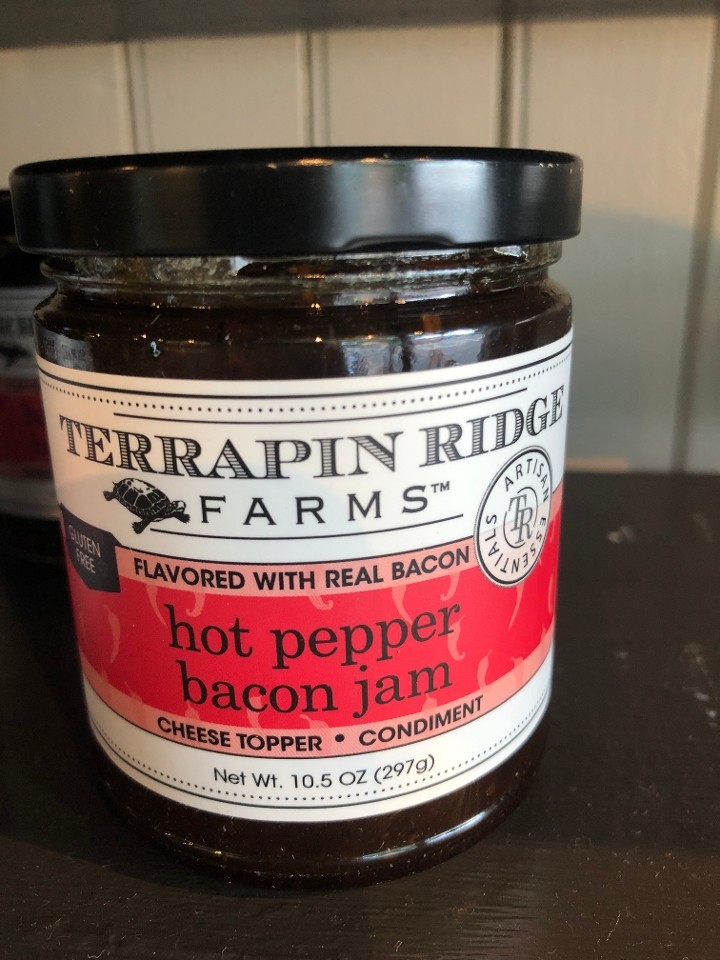 TERRAPIN RIDGE
FARMS™
ARTISAN
TR
ESSENTIALS
GLUTEN
FREE
FLAVORED WITH REAL BACON
hot pepper
bacon jam
CHEESE TOPPER • CONDIMENT
Net Wt. 10.5 OZ (297g)